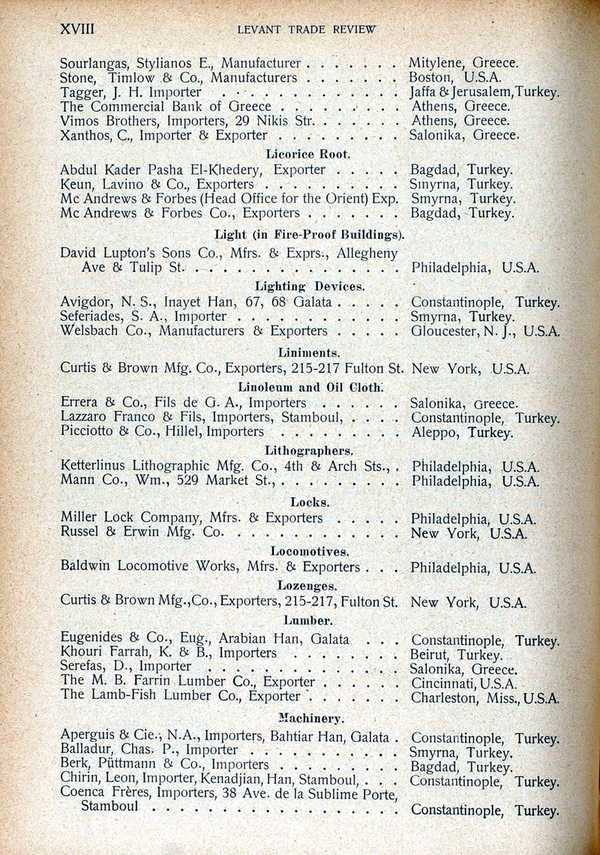 XVIII LEVANT TRADE REVIEW
Sourlangas, Stylianos E., Manufacturer . . . . . . . Mitylene, Greece.
Stone, Timlow & Co., Manufacturers . . . . . . . Boston, U.S.A.
Tagger, J. H. Importer . . . . . . . . . . . . Jaffa & Jerusalem, Turkey.
The Commercial Bank of Greece . . . . . . . . . Athens, Greece.
Vimos Brothers, Importers, 29 Nikis Str. . . . . . . Athens, Greece.
Xanthos, C., Importer & Exporter . . . . . . . . . Salonika, Greece.
Licorice Root.
Abdul Kader Pasha El-Khedery, Exporter . . . . . Bagdad, Turkey.
Keun, Lavino & Co., Exporters . . . . . . . . . . Smyrna, Turkey.
Mc Andrews & Forbes (Head Office for the Orient) Exp. Smyrna, Turkey.
Mc Andrews & Forbes Co., Exporters . . . . . . . Bagdad, Turkey.
Light (in Fire-Proof Buildings).
David Lupton's Sons Co., Mfrs. & Exprs., Allegheny
Ave & Tulip St. . . . . . . . . . . . . . . . Philadelphia, U.S.A.
Lighting Devices.
Avigdor, N. S., Inayet Han, 67, 68 Galata . . . . . Constantinople, Turkey.
Seferiades, S. A., Importer . . . . . . . . . . . . Smyrna, Turkey.
Welsbach Co., Manufacturers & Exporters . . . . . Gloucester, N. J., U.S.A.
Liniments.
Curtis & Brown Mfg. Co., Exporters, 215-217 Fulton St. New York, U.S.A.
Linoleum and Oil Cloth.
Errera & Co., Fils de G. A., Importers . . . . . . Salonika, Greece.
Lazzaro Franco & Fils, Importers, Stamboul, . . . . Constantinople, Turkey.
Picciotto & Co., Hillel, Importers . . . . . . . . . Aleppo, Turkey.
Lithographers.
Ketterlinus Lithographic Mfg. Co., 4th & Arch Sts., . Philadelphia, U.S.A.
Mann Co., Wm., 529 Market St., . . . . . . . . . Philadelphia, U.S.A.
Locks.
Miller Lock Company, Mfrs. & Exporters . . . . . Philadelphia, U.S.A.
Russel & Erwin Mfg. Co. . . . . . . . . . . . . New York, U.S.A.
Locomotives.
Baldwin Locomotive Works, Mfrs. & Exporters . . . Philadelphia, U.S.A.
Lozenges.
Curtis & Brown Mfg., Co., Exporters, 215-217, Fulton St. New York, U.S.A.
Lumber.
Eugenides & Co., Eug., Arabian Han, Galata . . . Constantinople, Turkey.
Khouri Farrah, K. & B., Importers . . . . . . . . Beirut, Turkey.
Serefas, D., Importer . . . . . . . . . . . . . Salonika, Greece.
The M. B. Farrin Lumber Co., Exporter . . . . . . Cincinnati, U.S.A.
The Lamb-Fish Lumber Co., Exporter . . . . . . . Charleston, Miss., U.S.A.
Machinery.
Aperguis & Cie., N.A., Importers, Bahtiar Han, Galata . Constantinople, Turkey.
Balladur, Chas. P., Importer . . . . . . . . . . . Smyrna, Turkey.
Berk, Püttmann & Co., Importers . . . . . . . . . Bagdad, Turkey.
Chirin, Leon, Importer, Kenadjian, Han, Stamboul, . . . Constantinople, Turkey.
Coenca Frères, Importers, 38 Ave. de la Sublime Porte,
Stamboul . . . . . . . . . . . . . . . . . . Constantinople, Turkey.